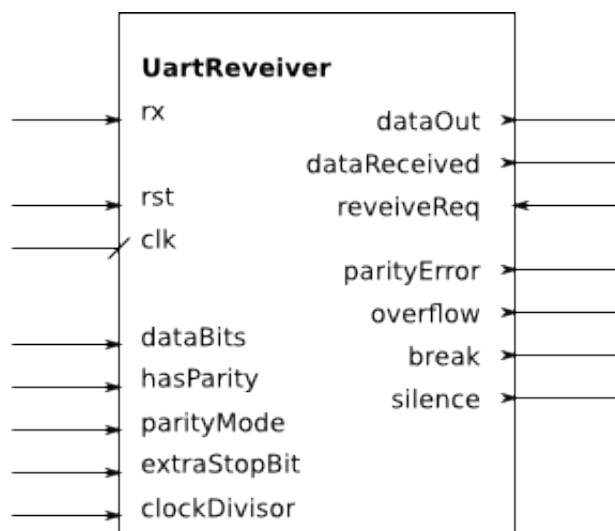 UartReveiver
rx
dataOut
dataReceived
rst
reveiveReq
clk
parityError
overflow
dataBits
break
hasParity
silence
parityMode
extraStopBit
clockDivisor